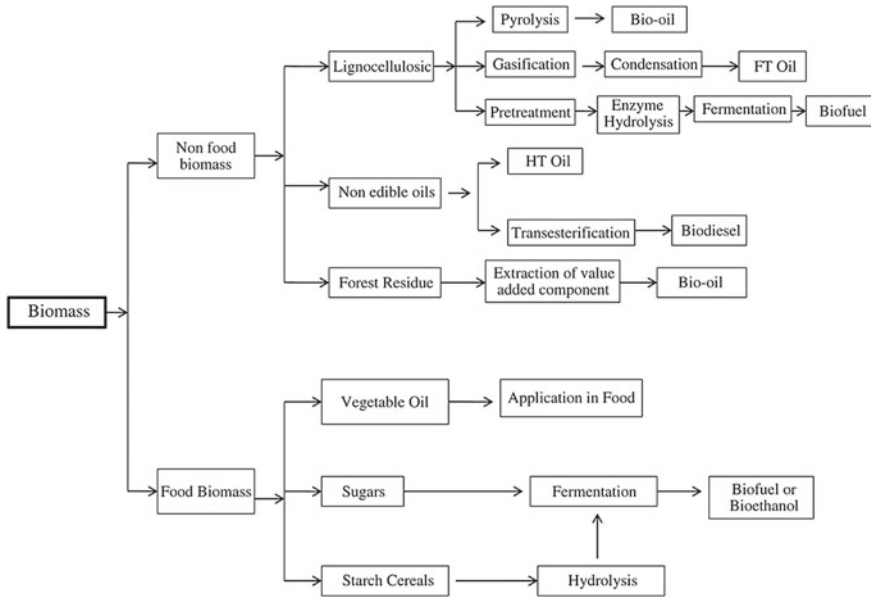 Pyrolysis
Bio-oil
Lignocellulosic
Gasification
Condensation
FT Oil
Pretreatment
Enzyme
Hydrolysis
Fermentation
Biofuel
Non food
biomass
HT Oil
Non edible oils
Transesterification
Biodiesel
Forest Residue
Extraction of value
added component
Bio-oil
Biomass
Vegetable Oil
Application in Food
Food Biomass
Sugars
Fermentation
Biofuel or
Bioethanol
Starch Cereals
Hydrolysis